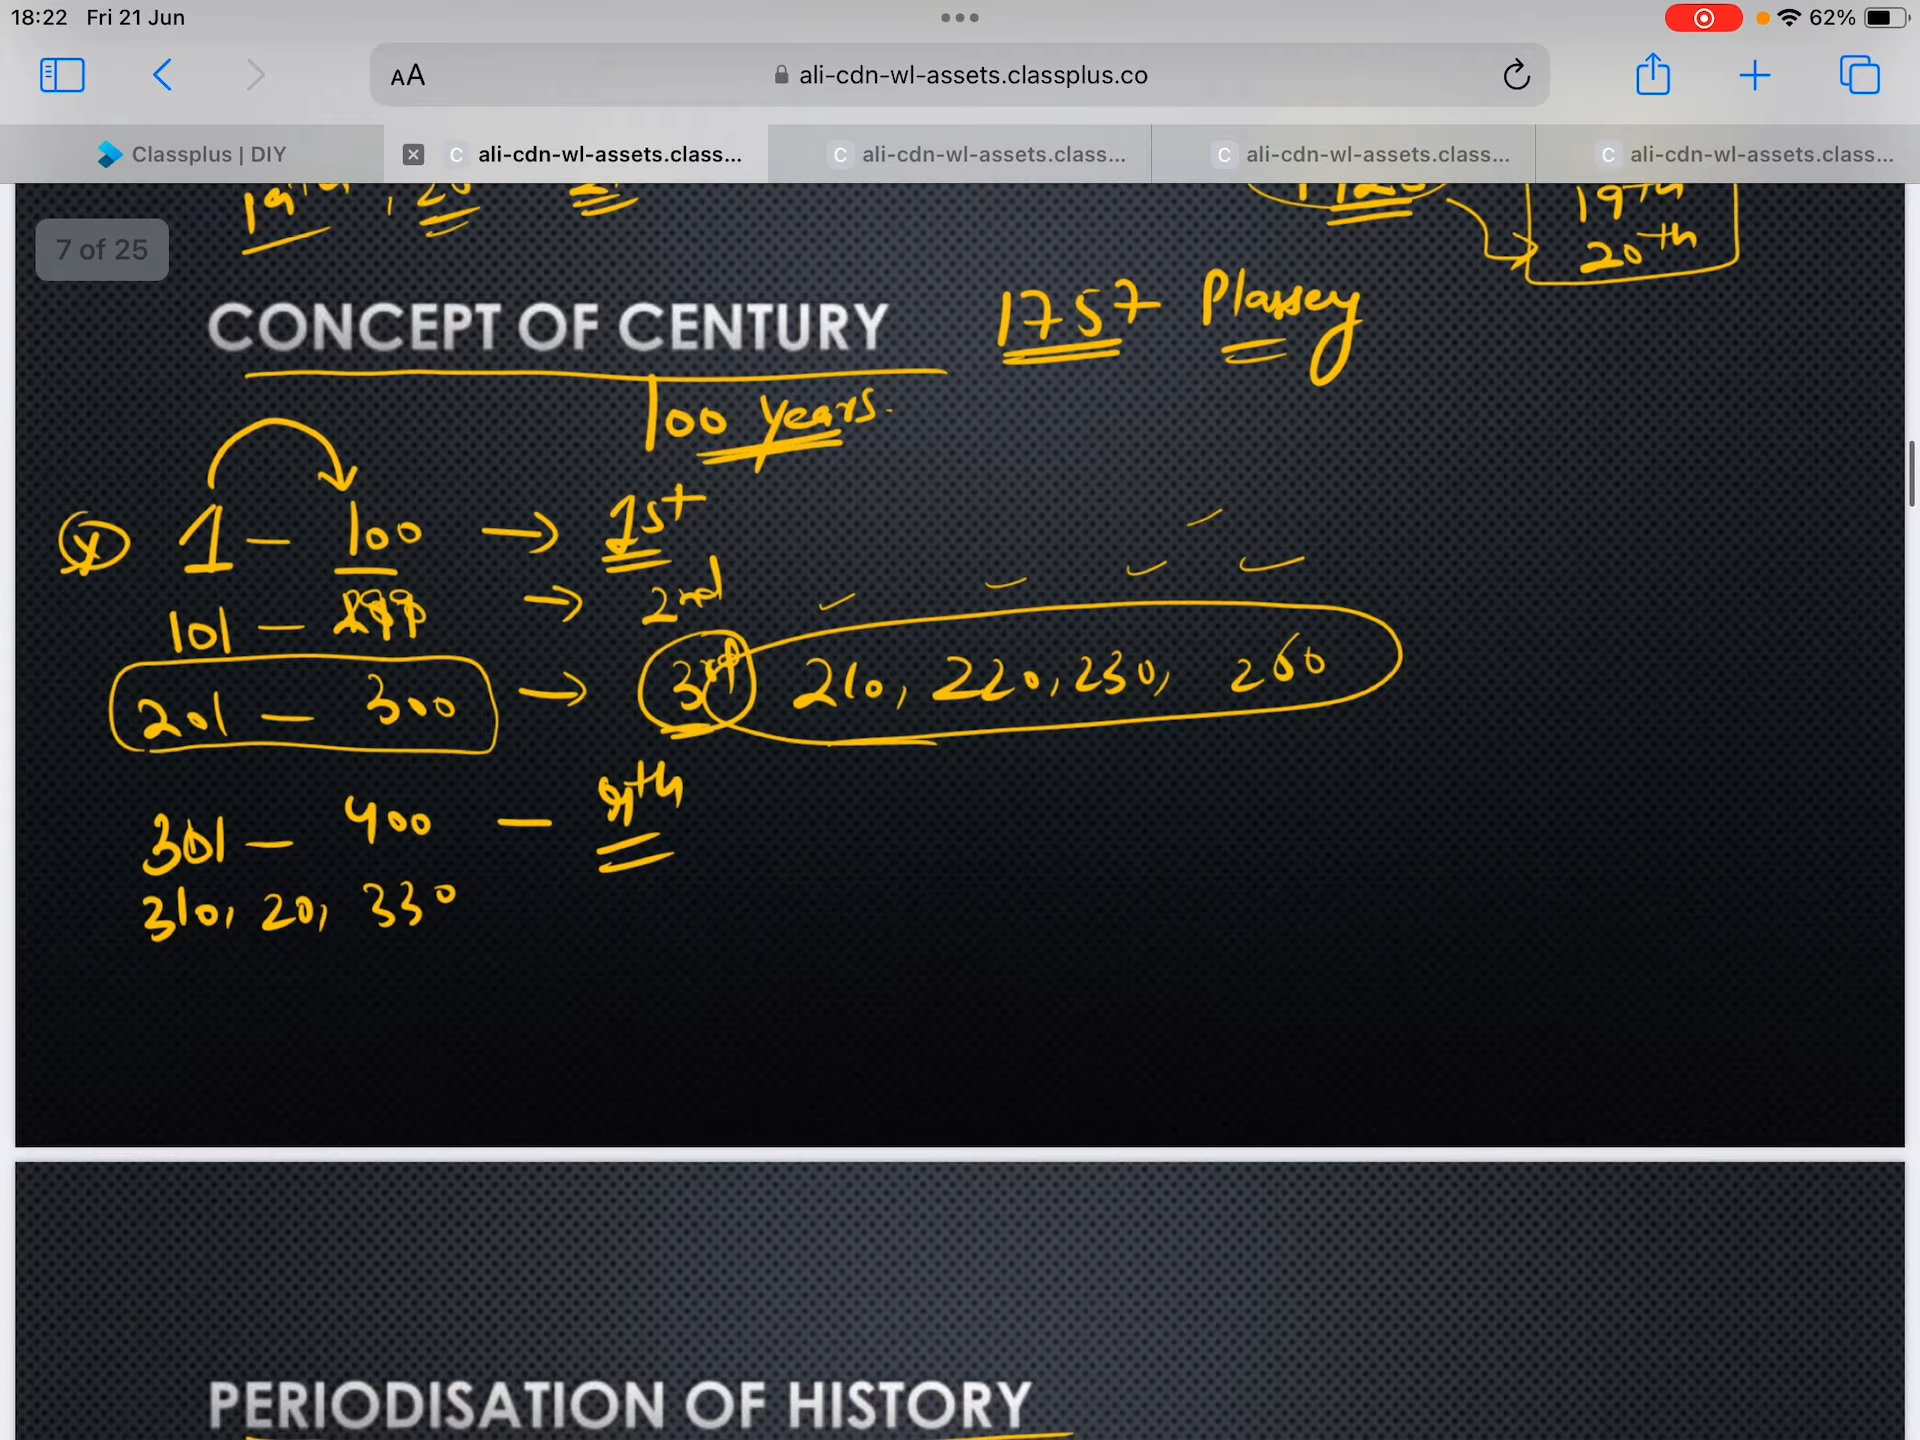 18:22 Fri 21 Jun
62%
AA ali-cdn-wl-assets.classplus.co
Classplus | DIY
C ali-cdn-wl-assets.class...
C ali-cdn-wl-assets.class...
C ali-cdn-wl-assets.class...
C ali-cdn-wl-assets.class...
19th
20th
7 of 25
CONCEPT OF CENTURY 1757 Plassey
100 years.
1 - 100 → 1st
101 - → 2nd
201 - 300 → 3rd 210, 220, 230, 260
301 - 400 -
310, 20, 330
PERIODISATION OF HISTORY